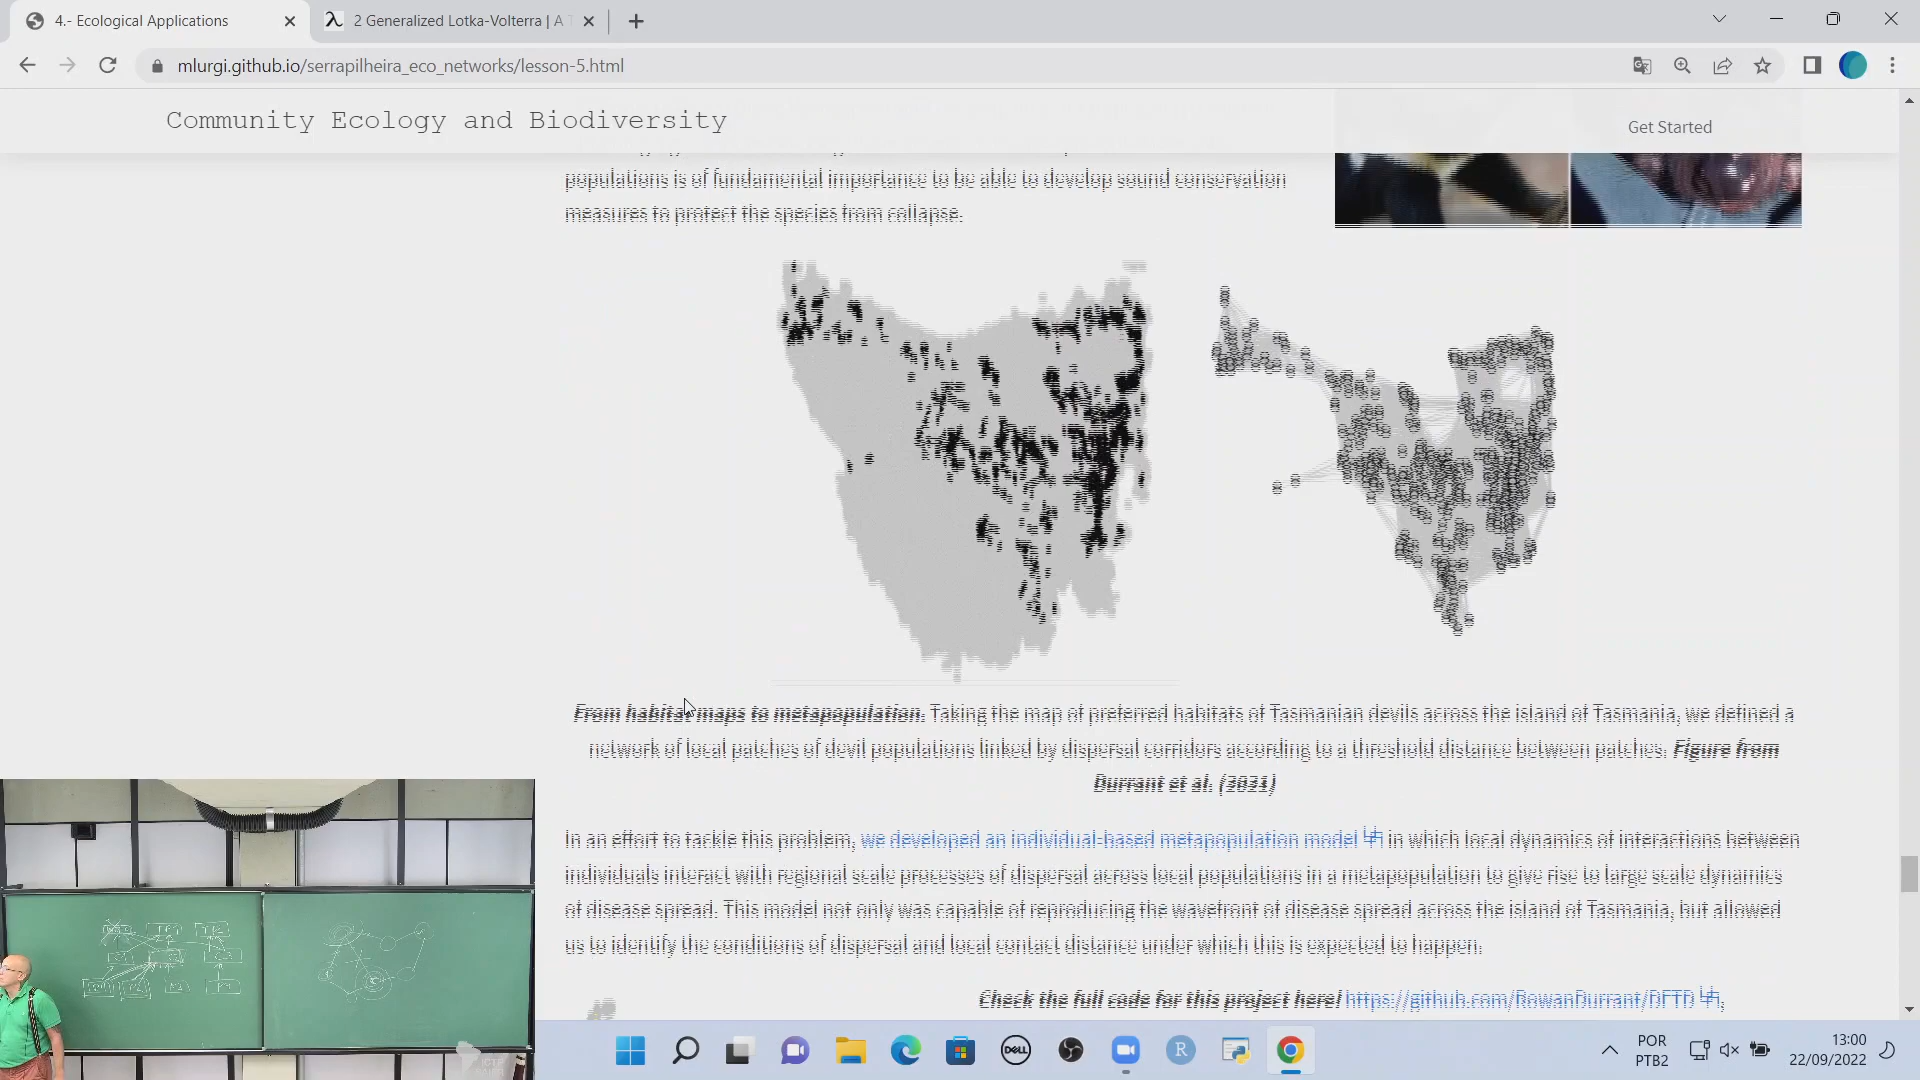 4.- Ecological Applications
2 Generalized Lotka-Volterra | A T
mlurgi.github.io/serrapilheira_eco_networks/lesson-5.html
Community Ecology and Biodiversity
Get Started
populations is of fundamental importance to be able to develop sound conservation
measures to protect the species from collapse.
From habitat maps to metapopulation. Taking the map of preferred habitats of Tasmanian devils across the island of Tasmania, we defined a
network of local patches of devil populations linked by dispersal corridors according to a threshold distance between patches. Figure from
Durrant et al. (2021)
In an effort to tackle this problem, we developed an individual-based metapopulation model in which local dynamics of interactions between
individuals interact with regional scale processes of dispersal across local populations in a metapopulation to give rise to large scale dynamics
of disease spread. This model not only was capable of reproducing the wavefront of disease spread across the island of Tasmania, but allowed
us to identify the conditions of dispersal and local contact distance under which this is expected to happen.
Check the full code for this project here! https://github.com/RowanDurrant/DFTD,
DELL
R
POR
PTB2
13:00
22/09/2022